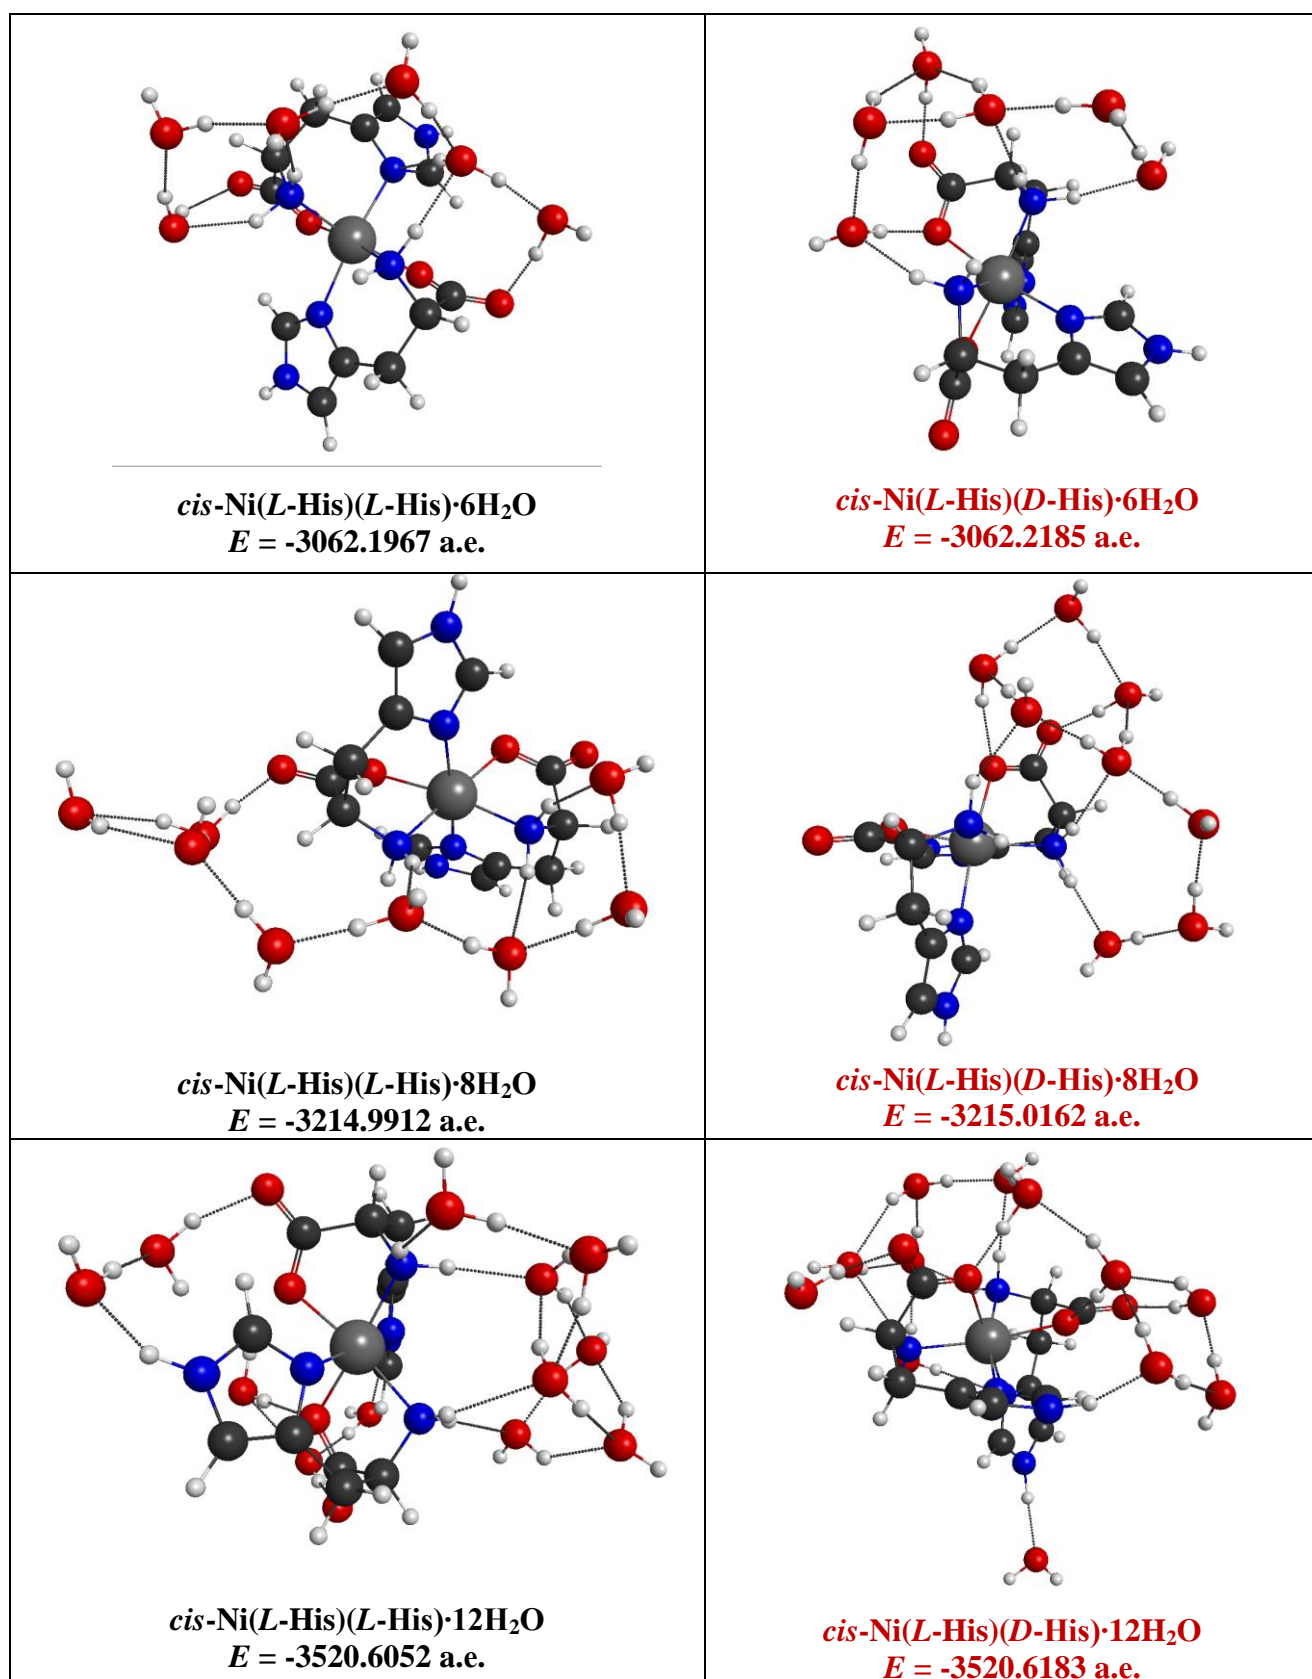 cis-Ni(L-His)(L-His)·6H₂O
E = -3062.1967 a.e.
cis-Ni(L-His)(D-His)·6H₂O
E = -3062.2185 a.e.
cis-Ni(L-His)(L-His)·8H₂O
E = -3214.9912 a.e.
cis-Ni(L-His)(D-His)·8H₂O
E = -3215.0162 a.e.
cis-Ni(L-His)(L-His)·12H₂O
E = -3520.6052 a.e.
cis-Ni(L-His)(D-His)·12H₂O
E = -3520.6183 a.e.